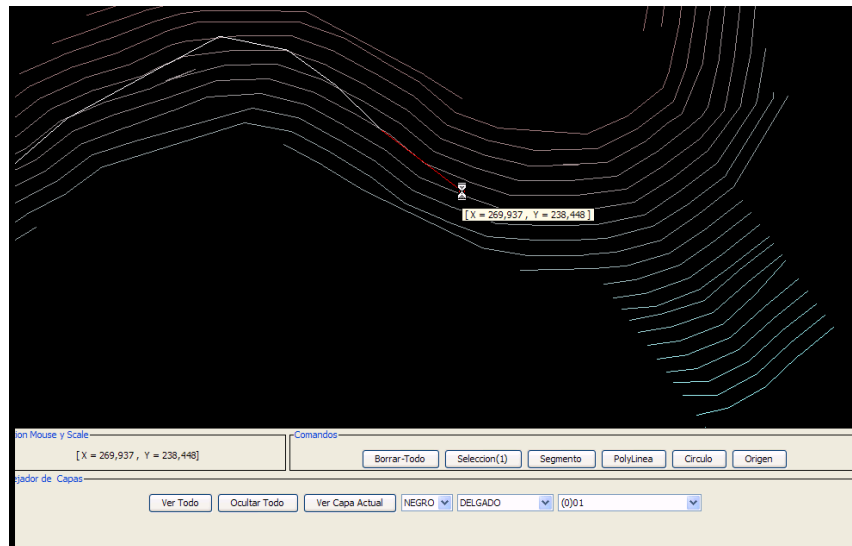 [X = 269,937 , Y = 238,448]
ion Mouse y Scale
Comandos
[X = 269,937 , Y = 238,448]
Borrar-Todo Seleccion(1) Segmento PolyLinea Circulo Origen
ejador de Capas
Ver Todo Ocultar Todo Ver Capa Actual NEGRO DELGADO (0)01